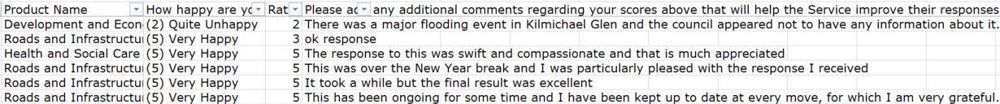 Product Name How happy are yo Rat Please ad any additional comments regarding your scores above that will help the Service improve their responses
Development and Econ (2) Quite Unhappy 2 There was a major flooding event in Kilmichael Glen and the council appeared not to have any information about it.
Roads and Infrastructu (5) Very Happy 3 ok response
Health and Social Care (5) Very Happy 5 The response to this was swift and compassionate and that is much appreciated
Roads and Infrastructu (5) Very Happy 5 This was over the New Year break and I was particularly pleased with the response I received
Roads and Infrastructu (5) Very Happy 5 It took a while but the final result was excellent
Roads and Infrastructu (5) Very Happy 5 This has been ongoing for some time and I have been kept up to date at every move, for which I am very grateful.